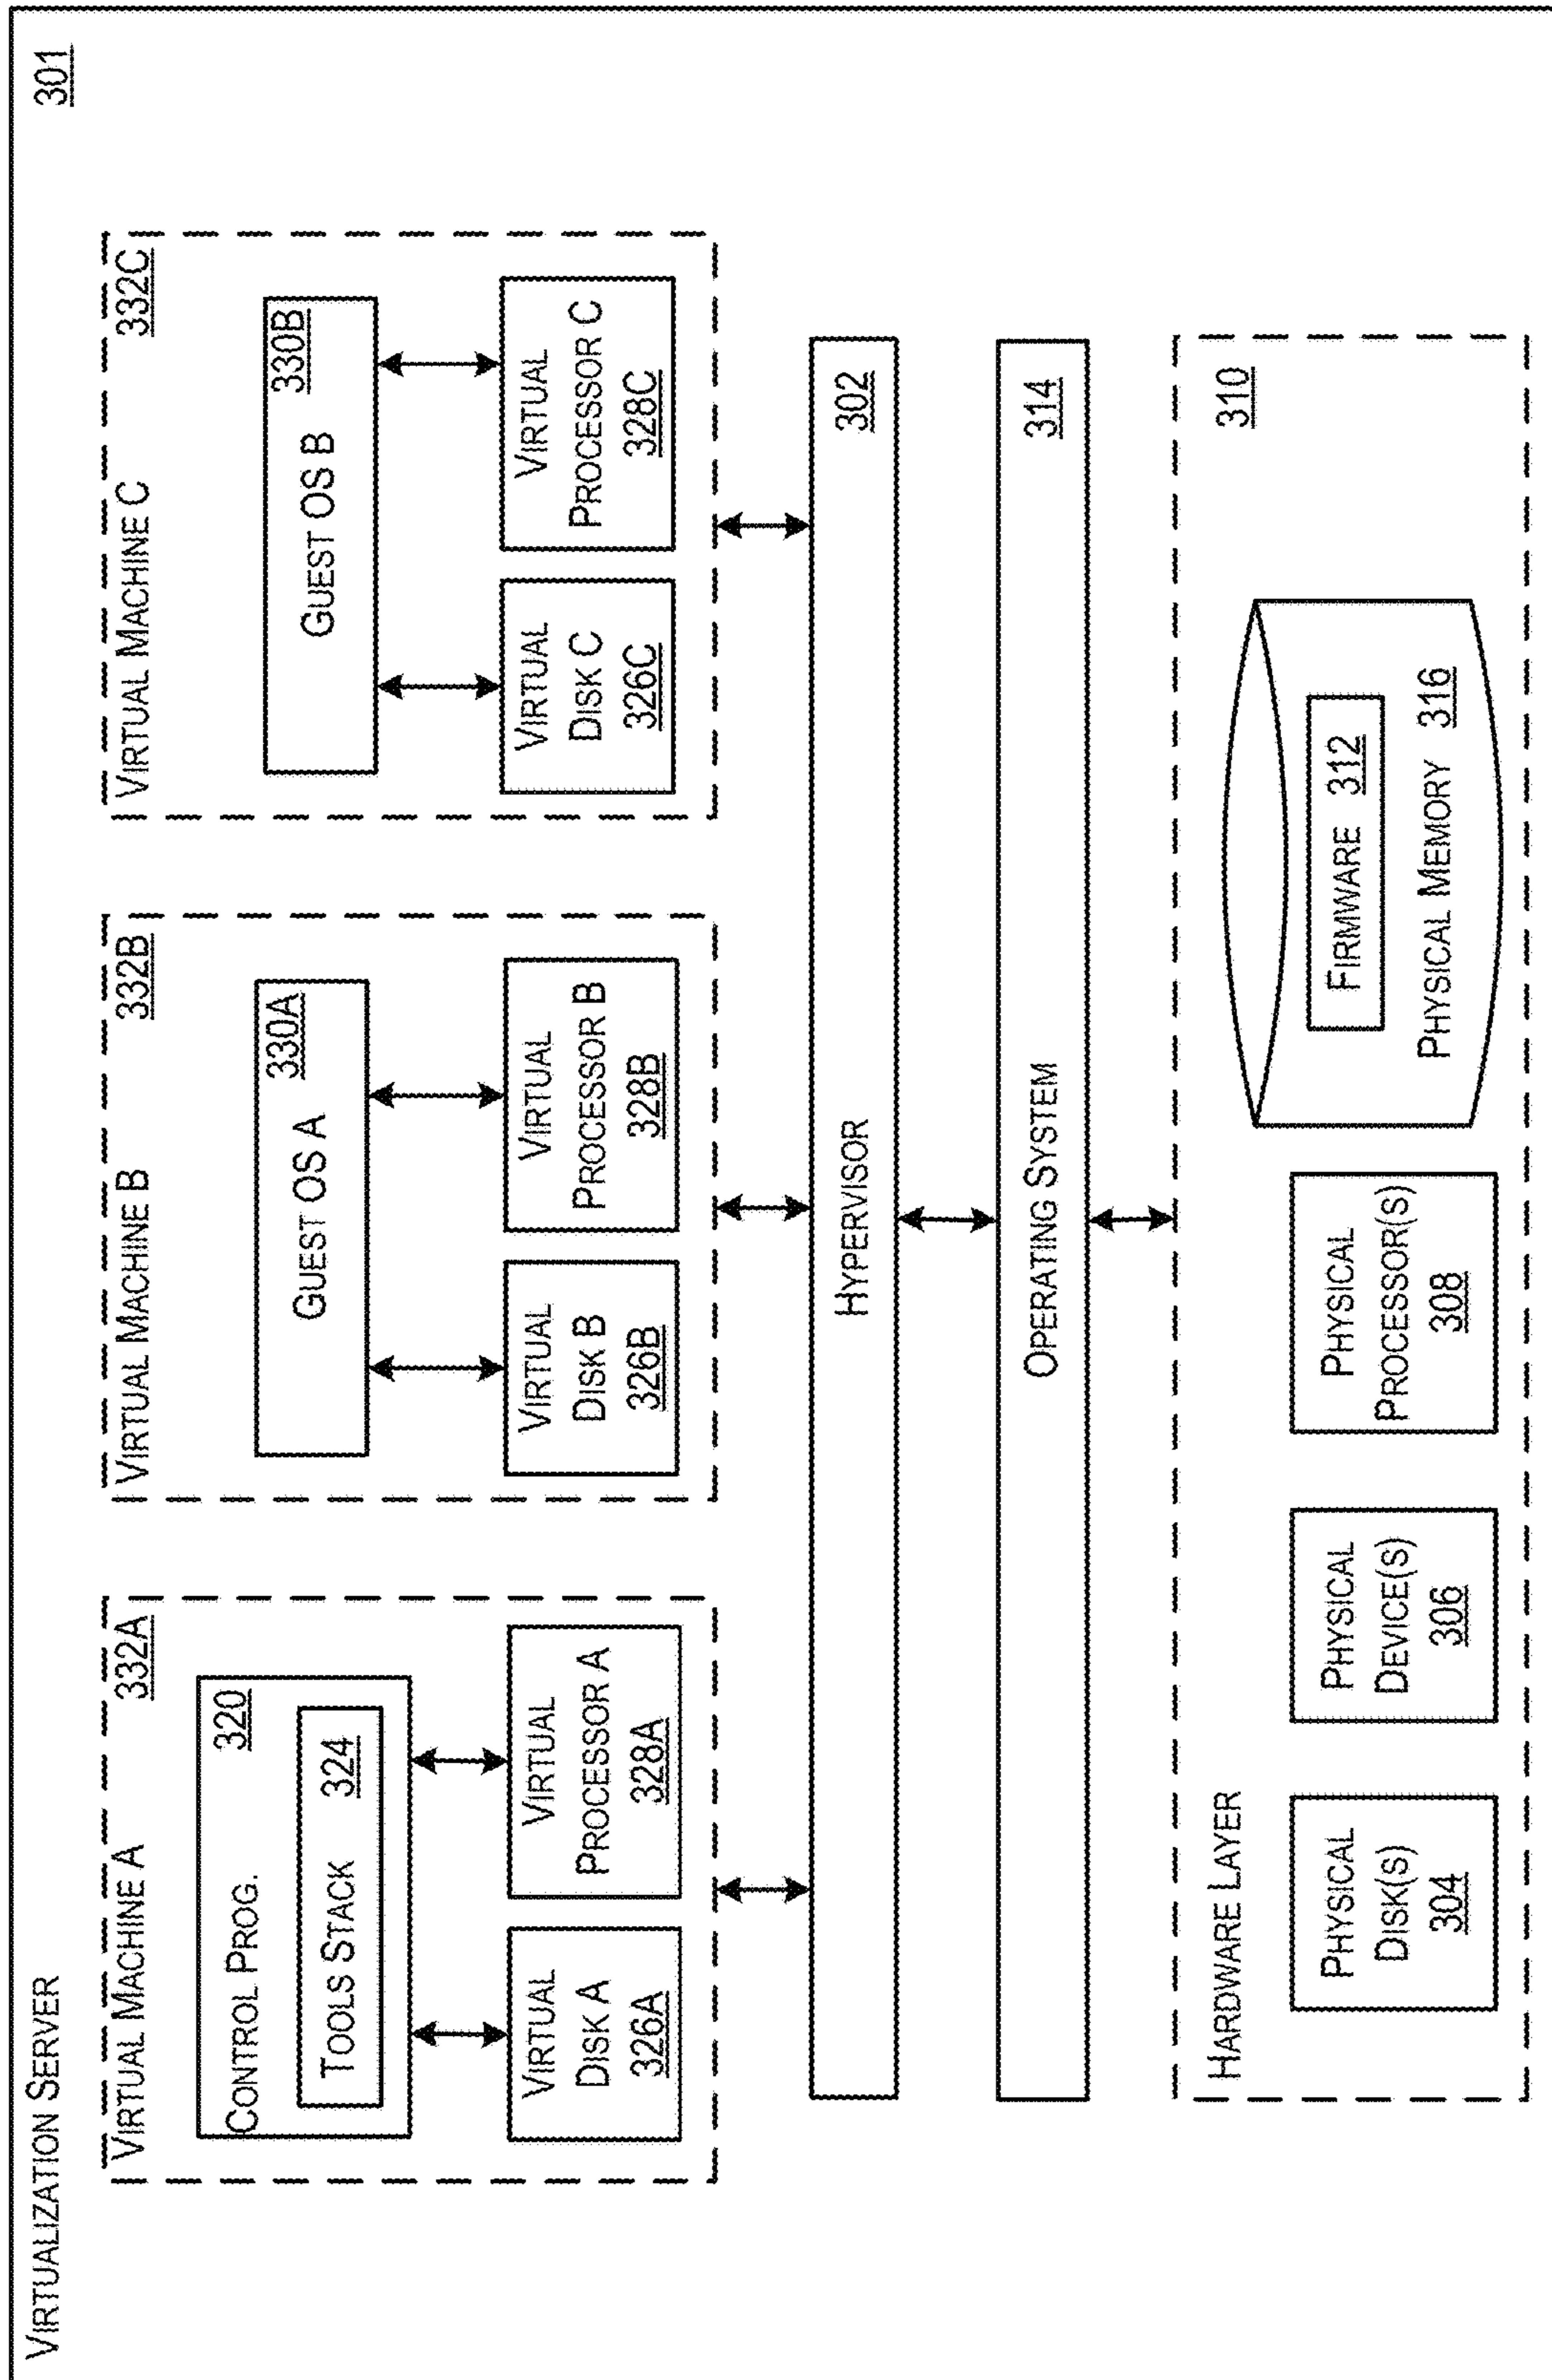 VIRTUALIZATION SERVER
301
VIRTUAL MACHINE A
332A
CONTROL PROG.
320
TOOLS STACK 324
VIRTUAL
DISK A
326A
VIRTUAL
PROCESSOR A
328A
VIRTUAL MACHINE B
332B
330A
GUEST OS A
VIRTUAL
DISK B
326B
VIRTUAL
PROCESSOR B
328B
VIRTUAL MACHINE C
332C
330B
GUEST OS B
VIRTUAL
DISK C
326C
VIRTUAL
PROCESSOR C
328C
HYPERVISOR
302
OPERATING SYSTEM
314
HARDWARE LAYER
310
PHYSICAL
DISK(S)
304
PHYSICAL
DEVICE(S)
306
PHYSICAL
PROCESSOR(S)
308
FIRMWARE 312
PHYSICAL MEMORY 316